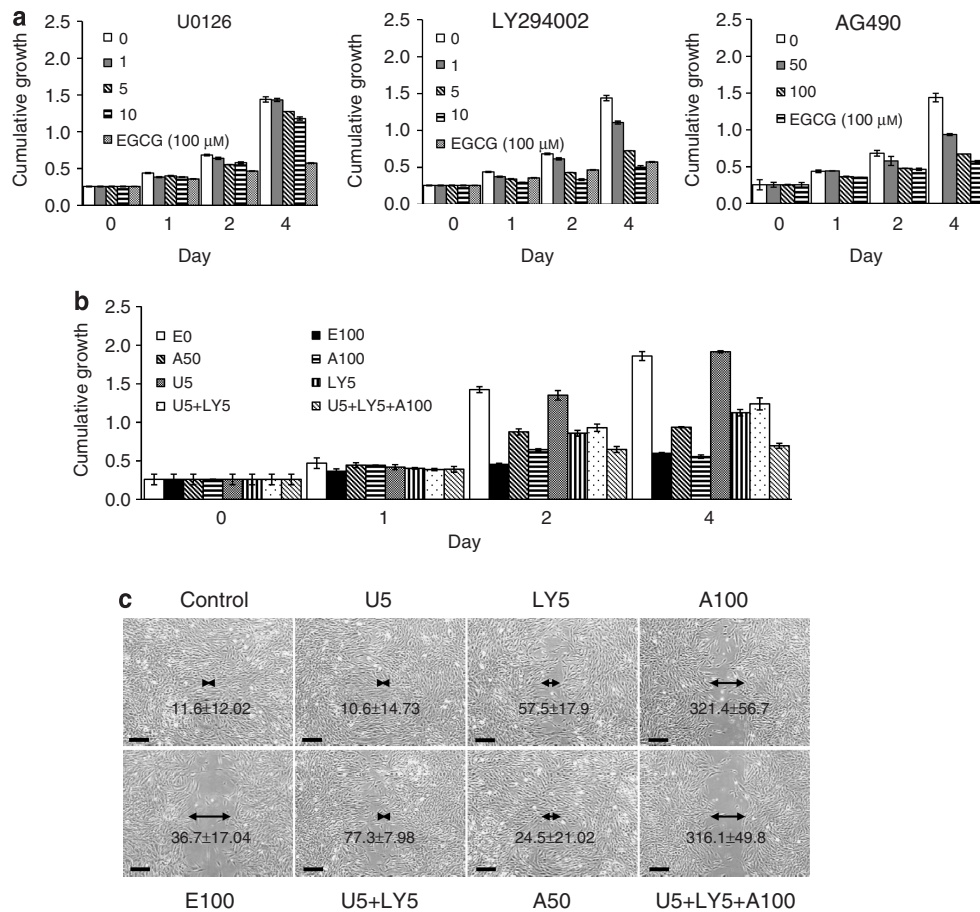 a
U0126
Cumulative growth
2.5
2.0
1.5
1.0
0.5
0.0
0
1
5
10
EGCG (100 μM)
0 1 2 4
Day
LY294002
Cumulative growth
2.5
2.0
1.5
1.0
0.5
0.0
0
1
5
10
EGCG (100 μM)
0 1 2 4
Day
AG490
Cumulative growth
2.5
2.0
1.5
1.0
0.5
0.0
0
50
100
EGCG (100 μM)
0 1 2 4
Day
b
Cumulative growth
2.5
2.0
1.5
1.0
0.5
0.0
E0 E100
A50 A100
U5 LY5
U5+LY5 U5+LY5+A100
0 1 2 4
Day
c
Control U5 LY5 A100
11.6±12.02 10.6±14.73 57.5±17.9 321.4±56.7
36.7±17.04 77.3±7.98 24.5±21.02 316.1±49.8
E100 U5+LY5 A50 U5+LY5+A100